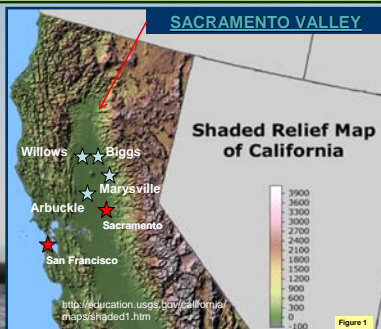 SACRAMENTO VALLEY
Shaded Relief Map
of California
Willows
Biggs
Marysville
Arbuckle
Sacramento
San Francisco
3900
3600
3300
3000
2700
2400
2100
1800
1500
1200
900
600
300
0
-100
http://education.usgs.gov/california/
maps/shaded1.htm
Figure 1